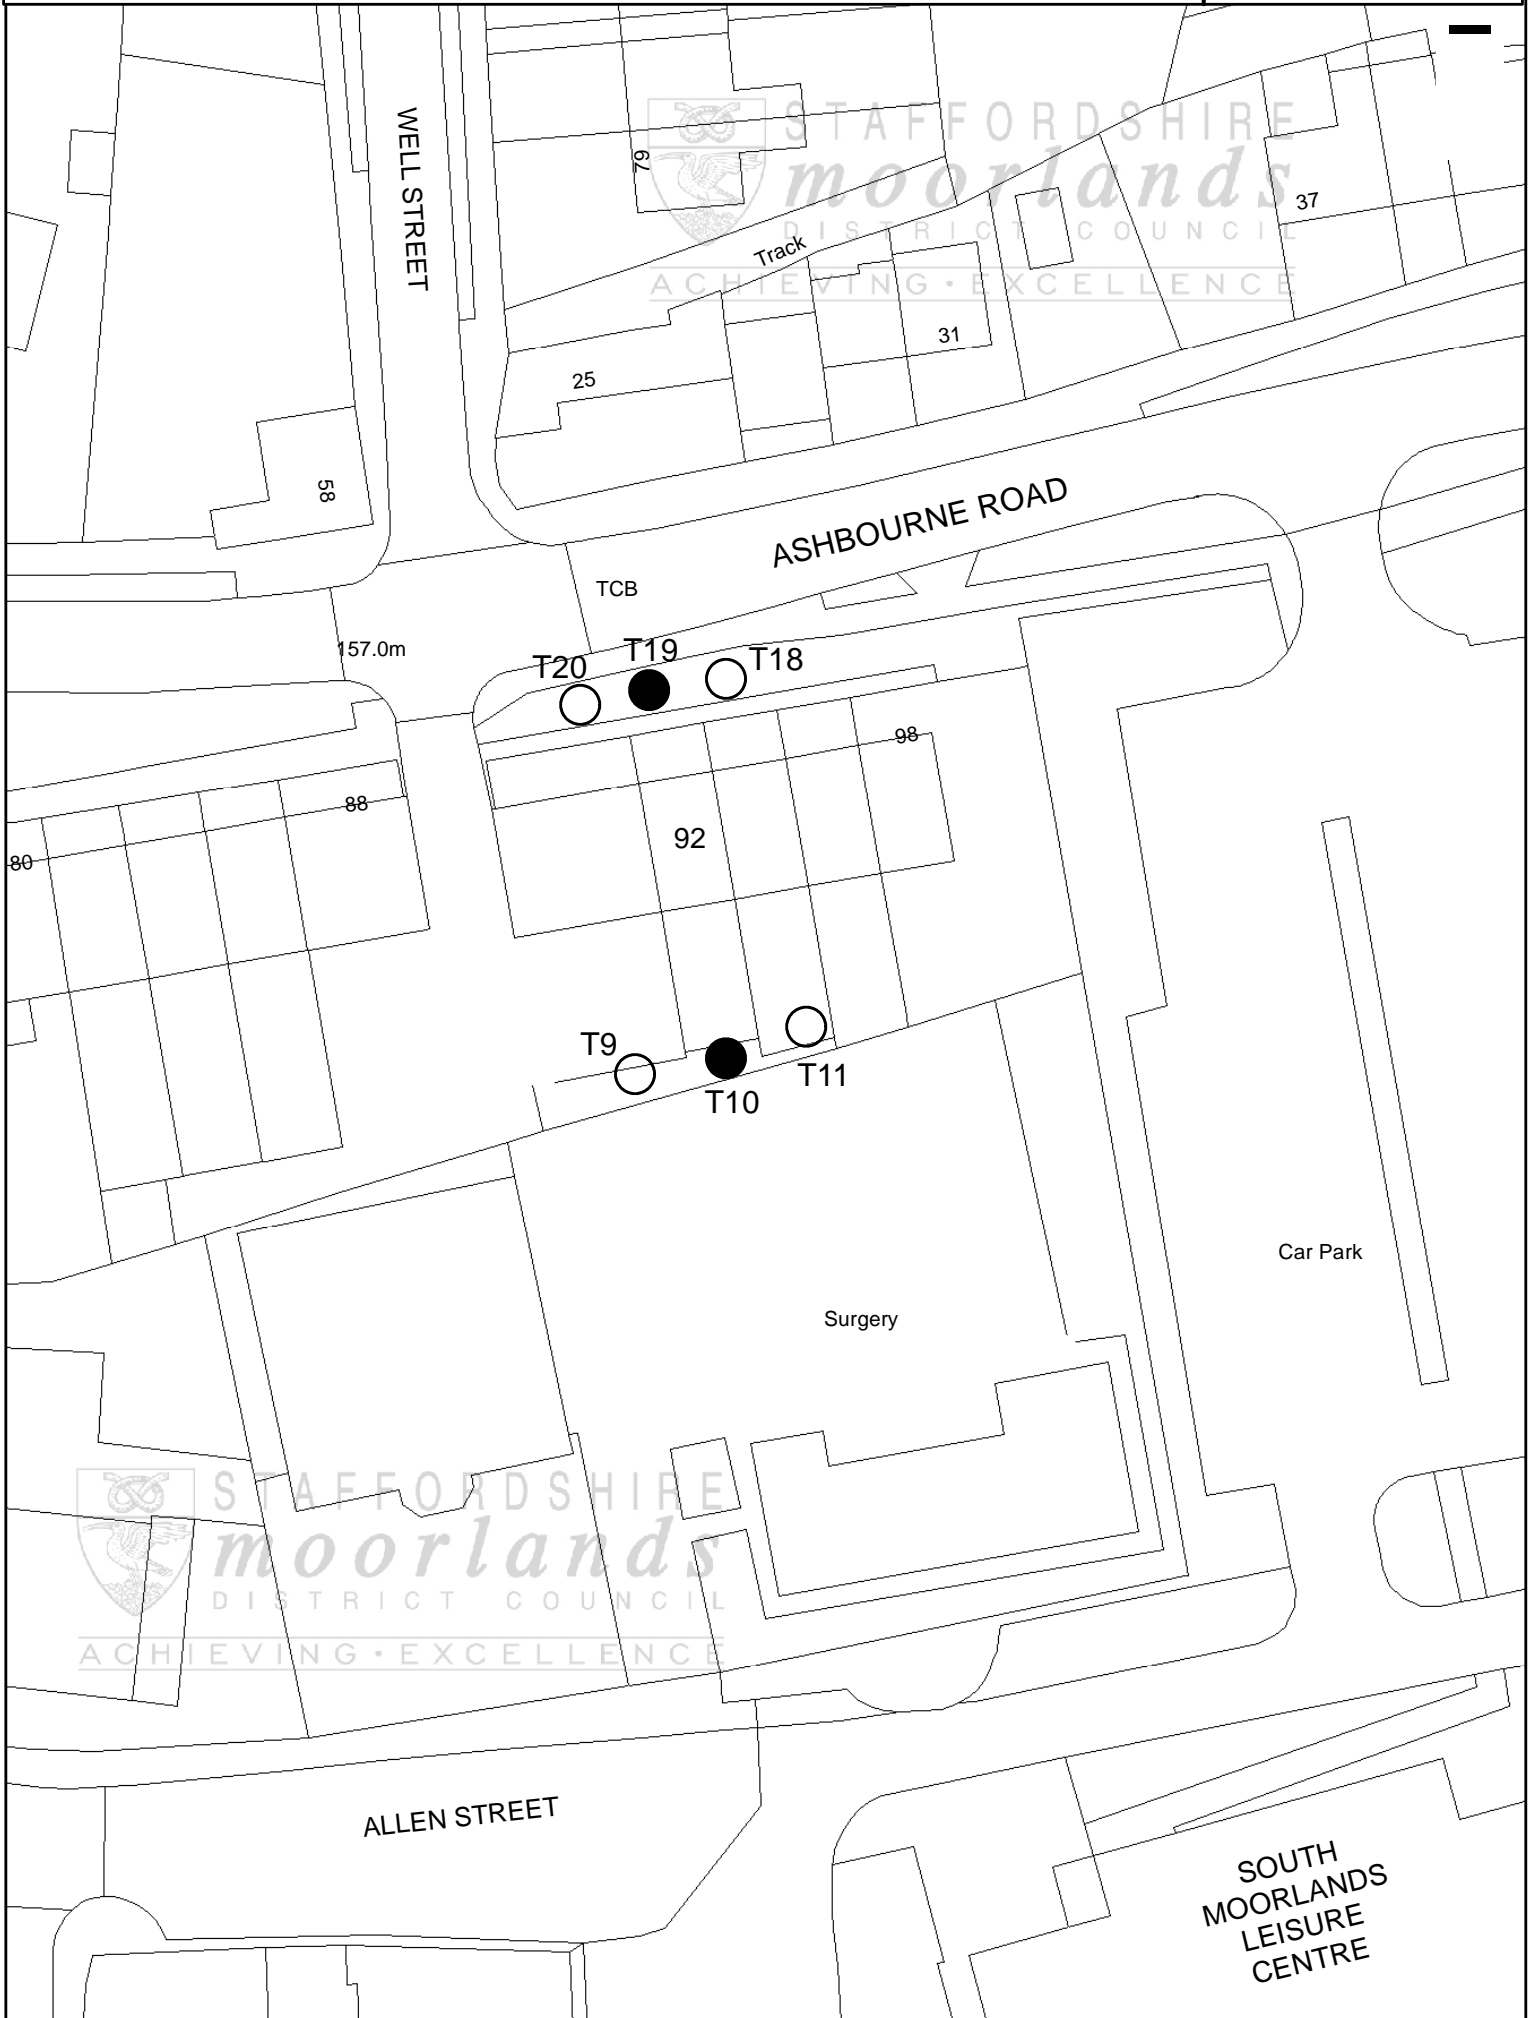 STAFFORDSHIRE
moorlands
DISTRICT COUNCIL
ACHIEVING • EXCELLENCE
WELL STREET
79
37
Track
31
25
58
ASHBOURNE ROAD
TCB
157.0m
T20
T19
T18
98
88
92
80
T9
T10
T11
Car Park
Surgery
STAFFORDSHIRE
moorlands
DISTRICT COUNCIL
ACHIEVING • EXCELLENCE
ALLEN STREET
SOUTH
MOORLANDS
LEISURE
CENTRE